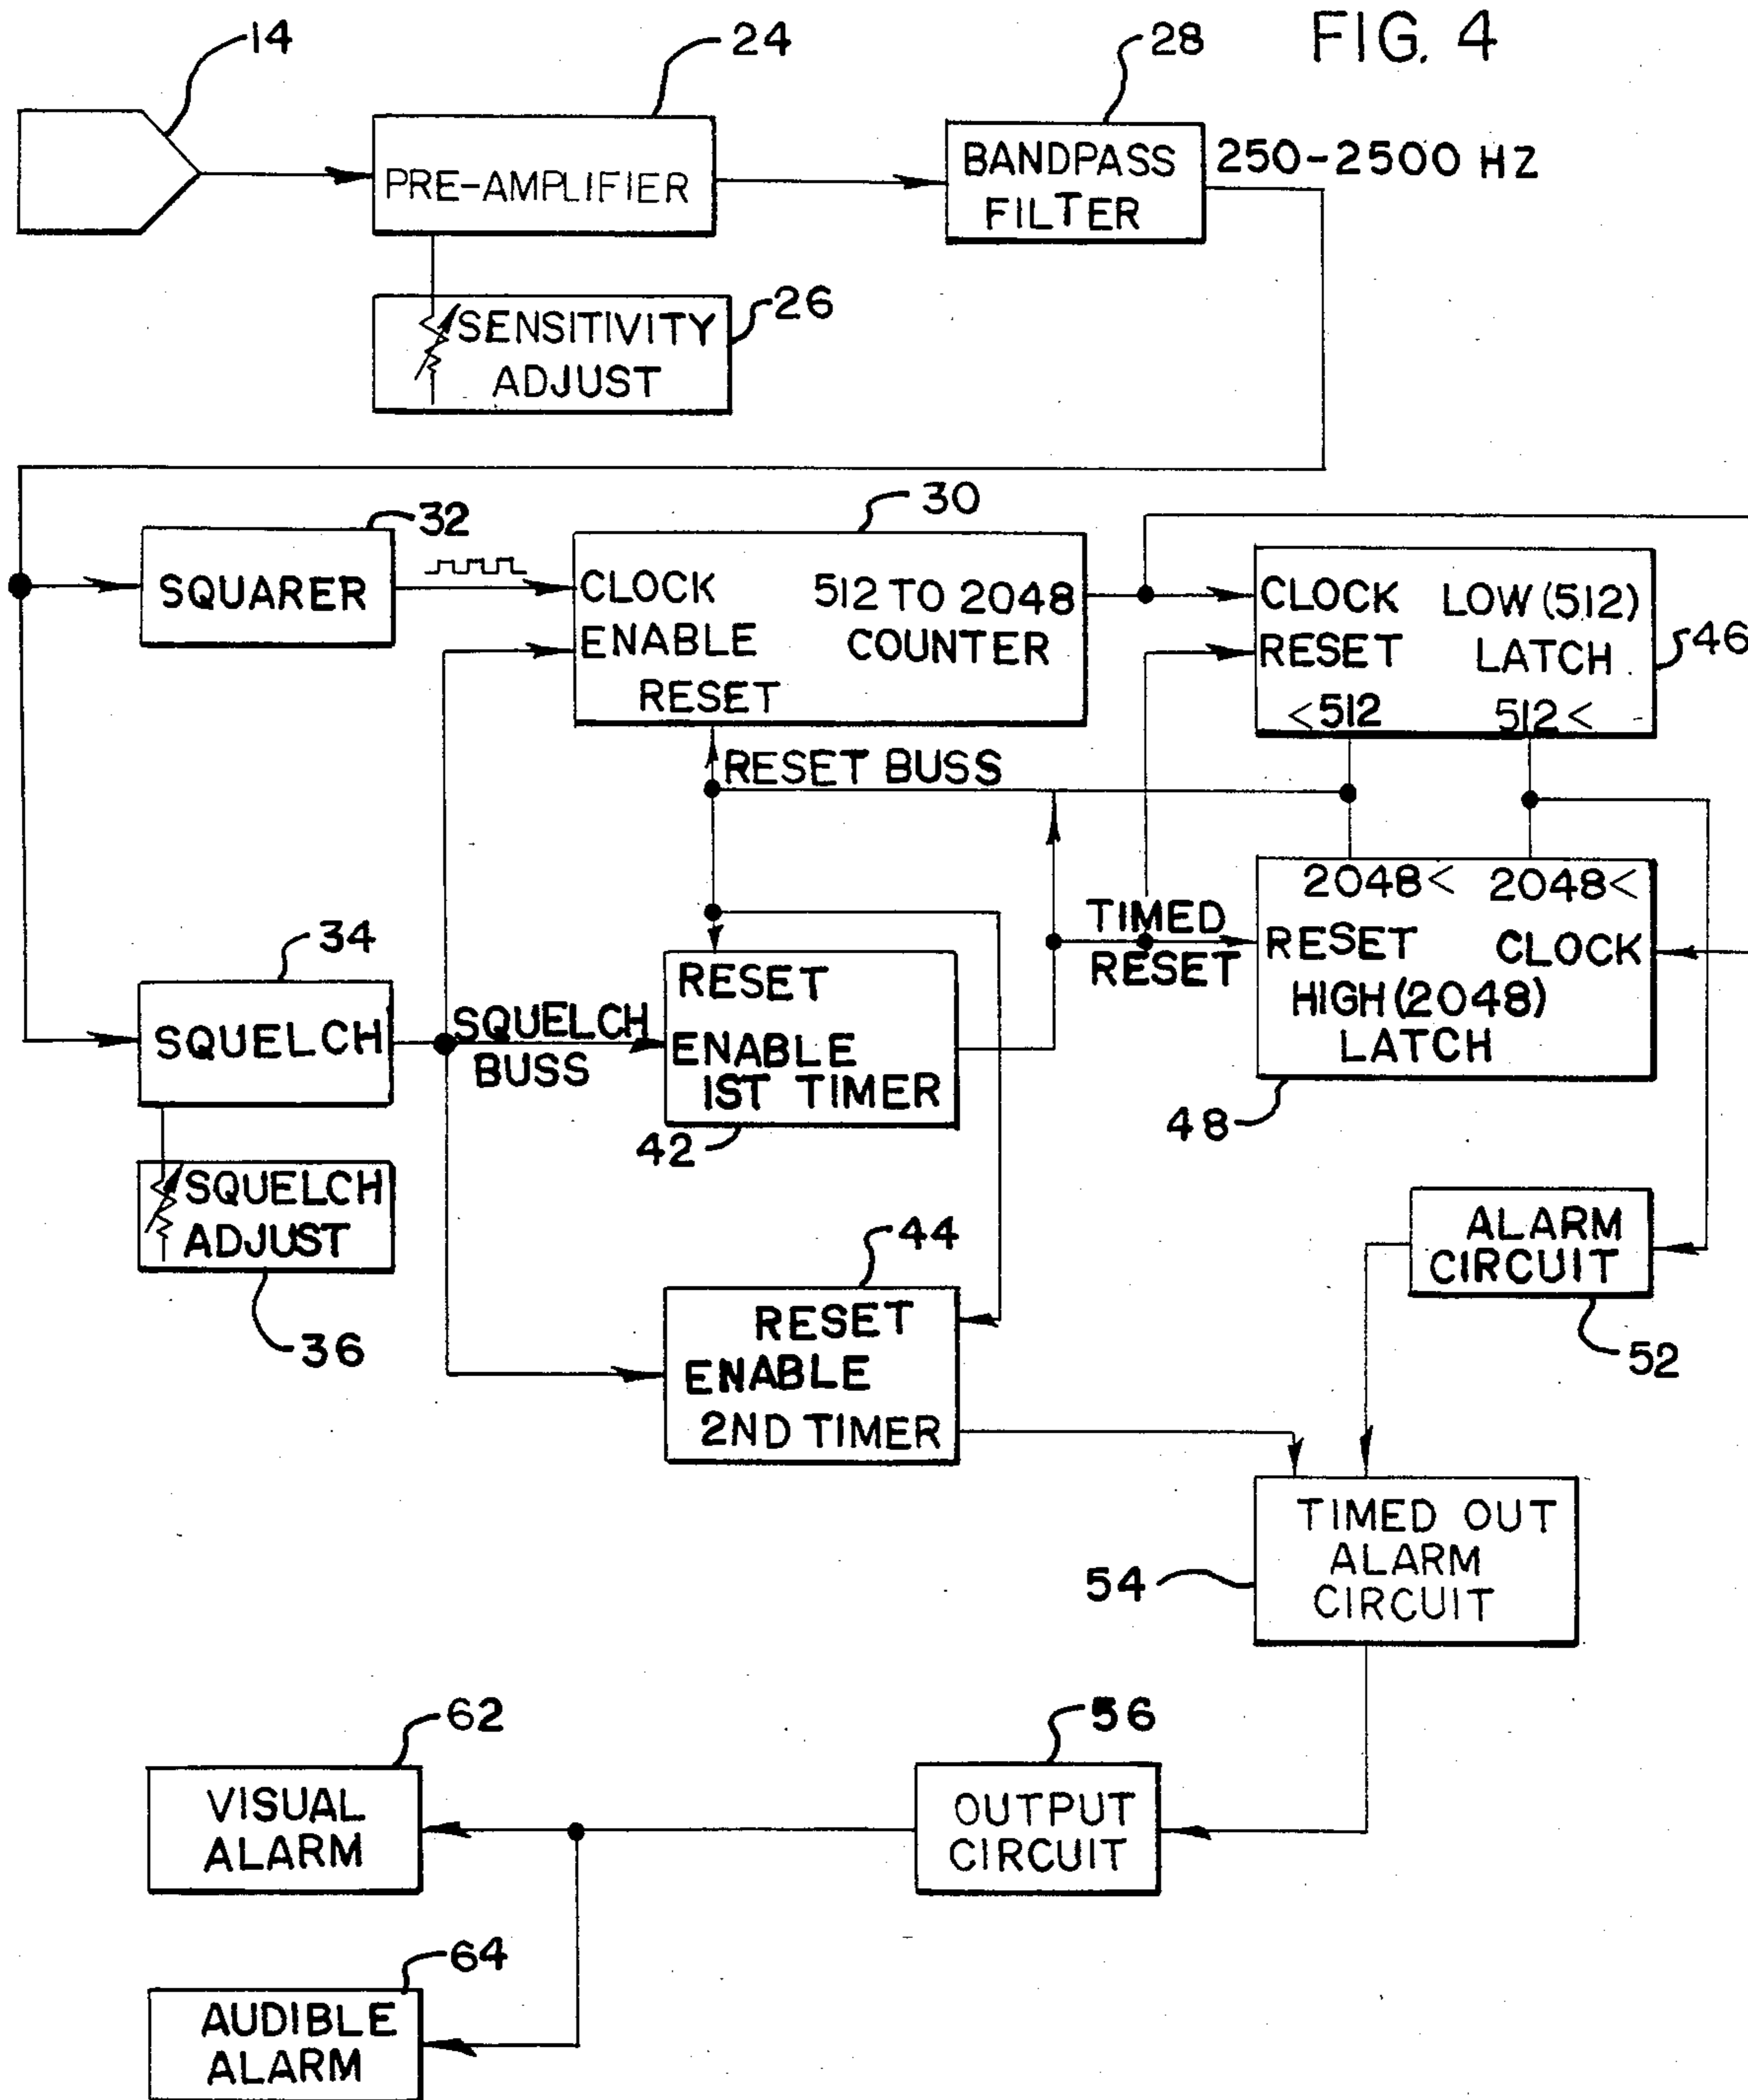 FIG. 4
14
24
28
PRE-AMPLIFIER
BANDPASS
FILTER
250-2500 HZ
26
SENSITIVITY
ADJUST
32
SQUARER
30
CLOCK
ENABLE
RESET
512 TO 2048
COUNTER
CLOCK
RESET
LOW (512)
LATCH
<512
512<
46
RESET BUSS
34
SQUELCH
SQUELCH
BUSS
RESET
ENABLE
1ST TIMER
42
TIMED
RESET
2048<
2048<
RESET
CLOCK
HIGH (2048)
LATCH
48
SQUELCH
ADJUST
36
44
RESET
ENABLE
2ND TIMER
ALARM
CIRCUIT
52
TIMED OUT
ALARM
CIRCUIT
54
62
VISUAL
ALARM
56
OUTPUT
CIRCUIT
64
AUDIBLE
ALARM